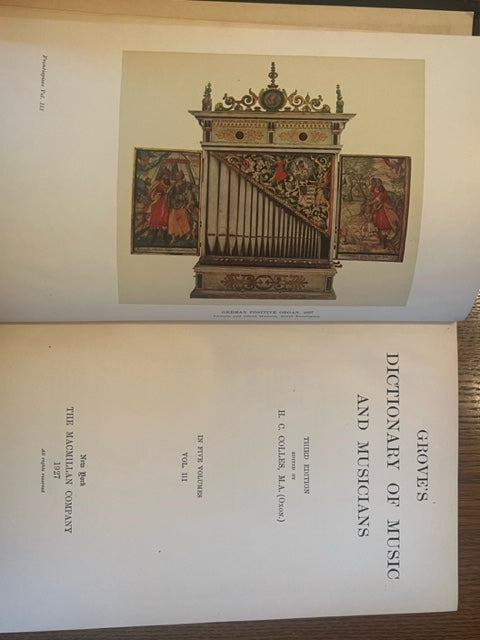 Frontispiece Vol. III
GERMAN POSITIVE ORGAN, 1627
GROVE'S
DICTIONARY OF MUSIC
AND MUSICIANS
THIRD EDITION
EDITED BY
H. C. COLLES, M.A. (OXON.)
IN FIVE VOLUMES
VOL. III
New York
THE MACMILLAN COMPANY
1927
All rights reserved